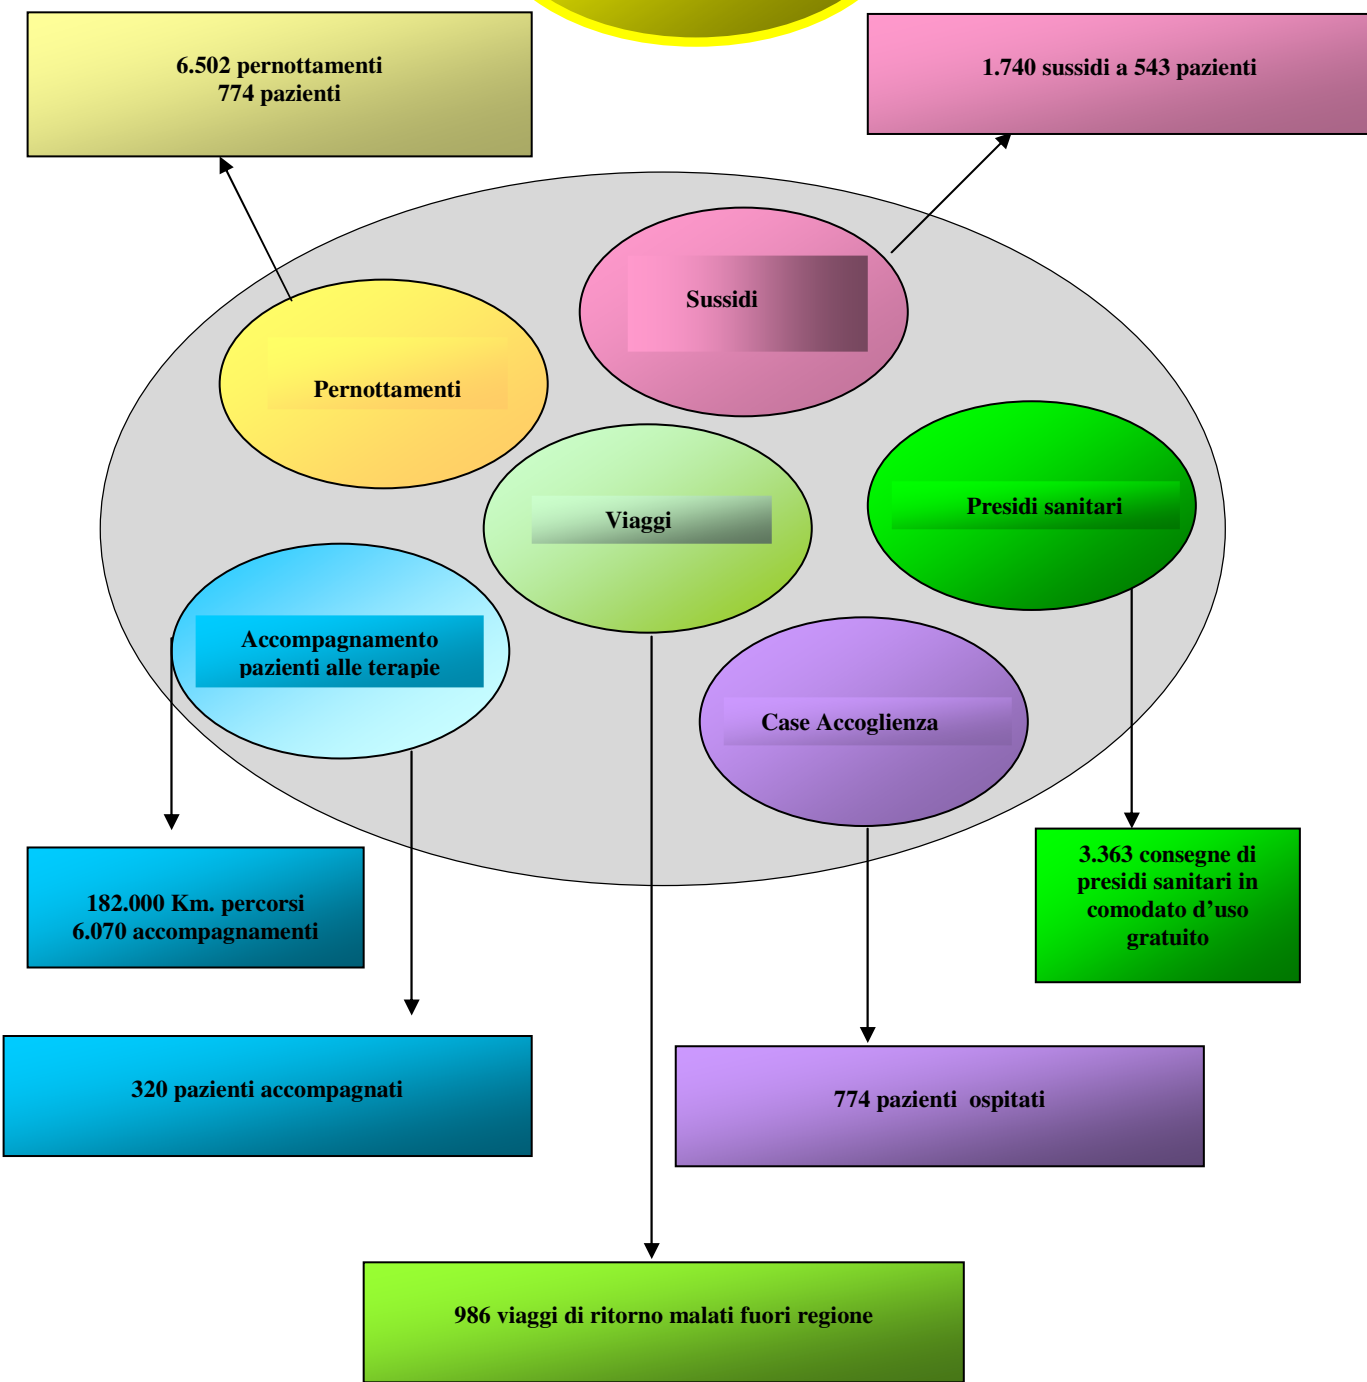 6.502 pernottamenti
774 pazienti
1.740 sussidi a 543 pazienti
Sussidi
Pernottamenti
Viaggi
Presidi sanitari
Accompagnamento
pazienti alle terapie
Case Accoglienza
182.000 Km. percorsi
6.070 accompagnamenti
3.363 consegne di
presidi sanitari in
comodato d’uso
gratuito
320 pazienti accompagnati
774 pazienti  ospitati
986 viaggi di ritorno malati fuori regione